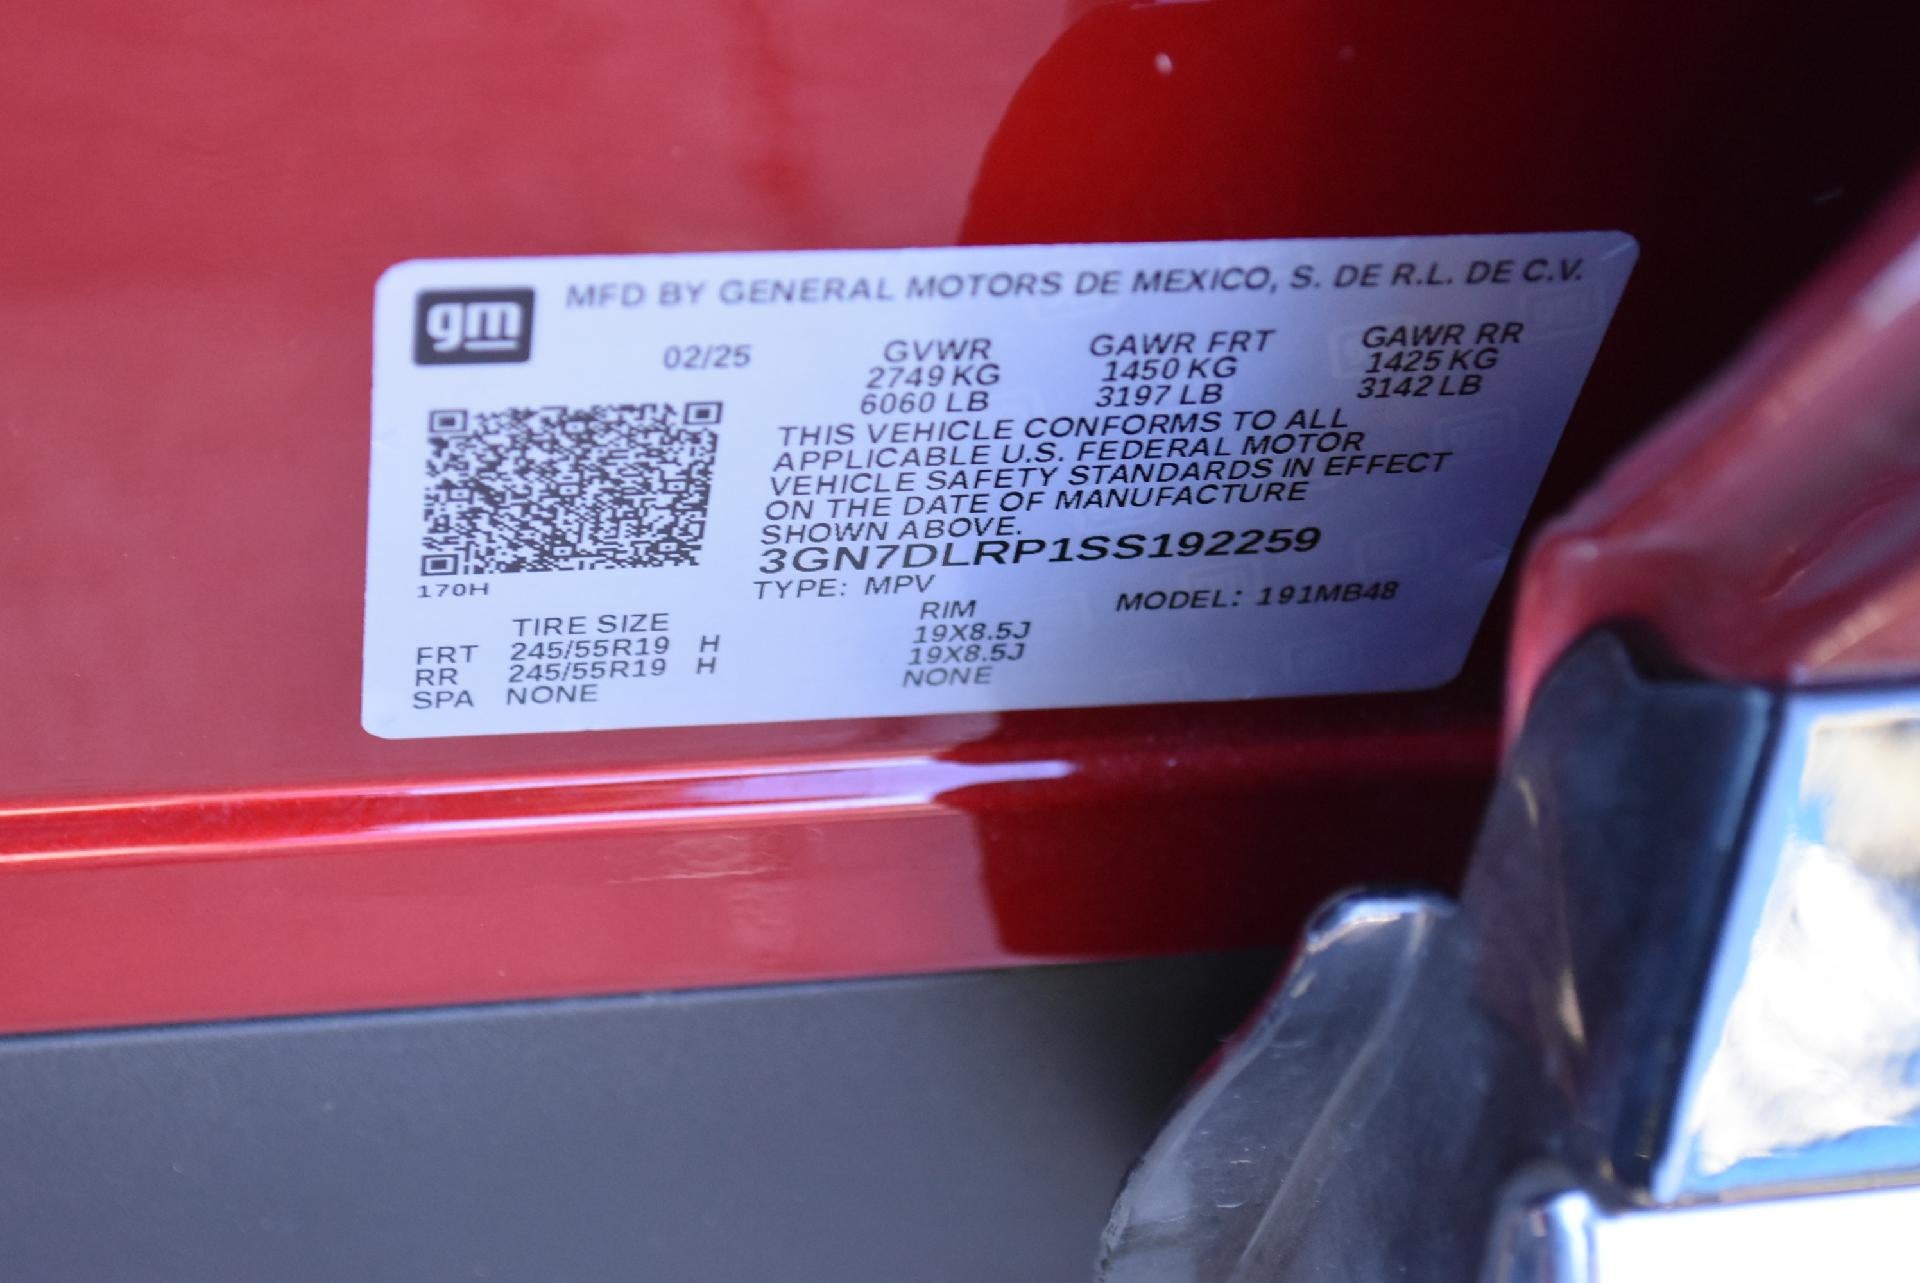 gm
MFD BY GENERAL MOTORS DE MEXICO, S. DE R.L. DE C.V.
02/25 GVWR GAWR FRT GAWR RR
2749 KG 1450 KG 1425 KG
6060 LB 3197 LB 3142 LB
THIS VEHICLE CONFORMS TO ALL
APPLICABLE U.S. FEDERAL MOTOR
VEHICLE SAFETY STANDARDS IN EFFECT
ON THE DATE OF MANUFACTURE
SHOWN ABOVE.
3GN7DLRP1SS192259
170H TYPE: MPV MODEL: 191MB48
TIRE SIZE RIM
FRT 245/55R19 H 19X8.5J
RR 245/55R19 H 19X8.5J
SPA NONE NONE